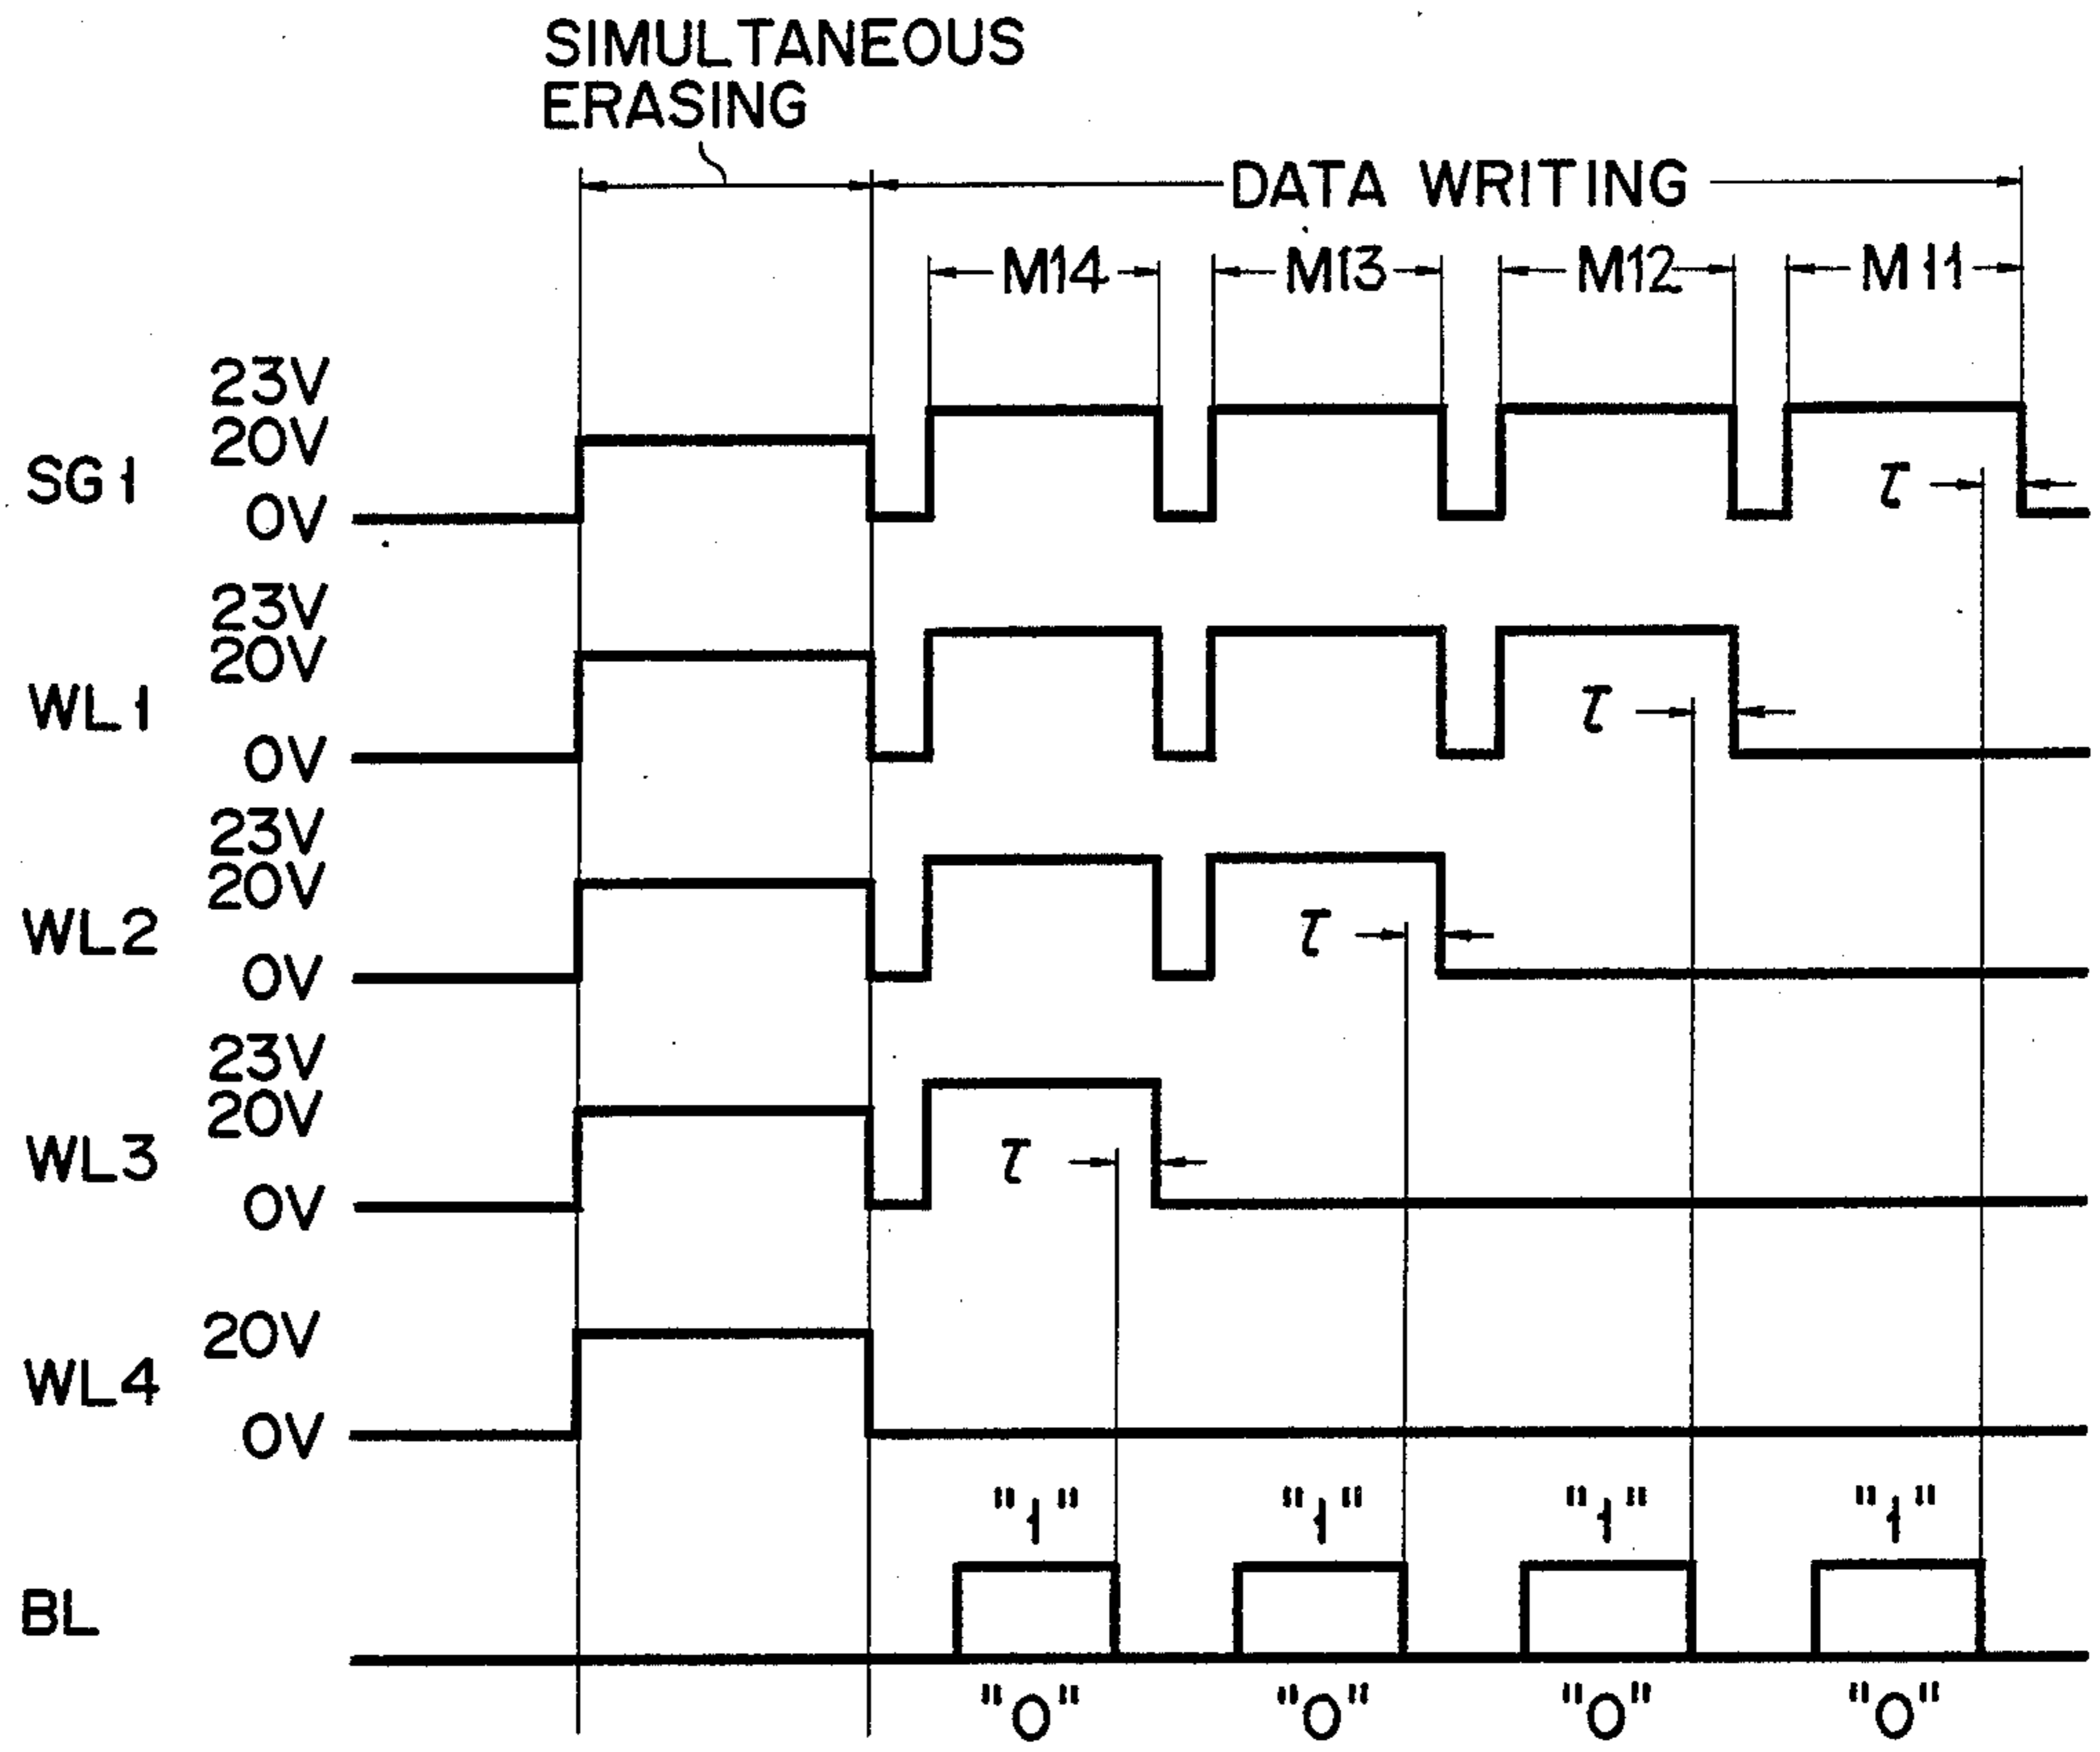 SIMULTANEOUS
ERASING
DATA WRITING
M14 M13 M12 M11
23V
20V
SG1
0V
τ
23V
20V
WL1
0V
τ
23V
20V
WL2
0V
τ
23V
20V
WL3
0V
τ
20V
WL4
0V
"1" "1" "1" "1"
BL
"0" "0" "0" "0"